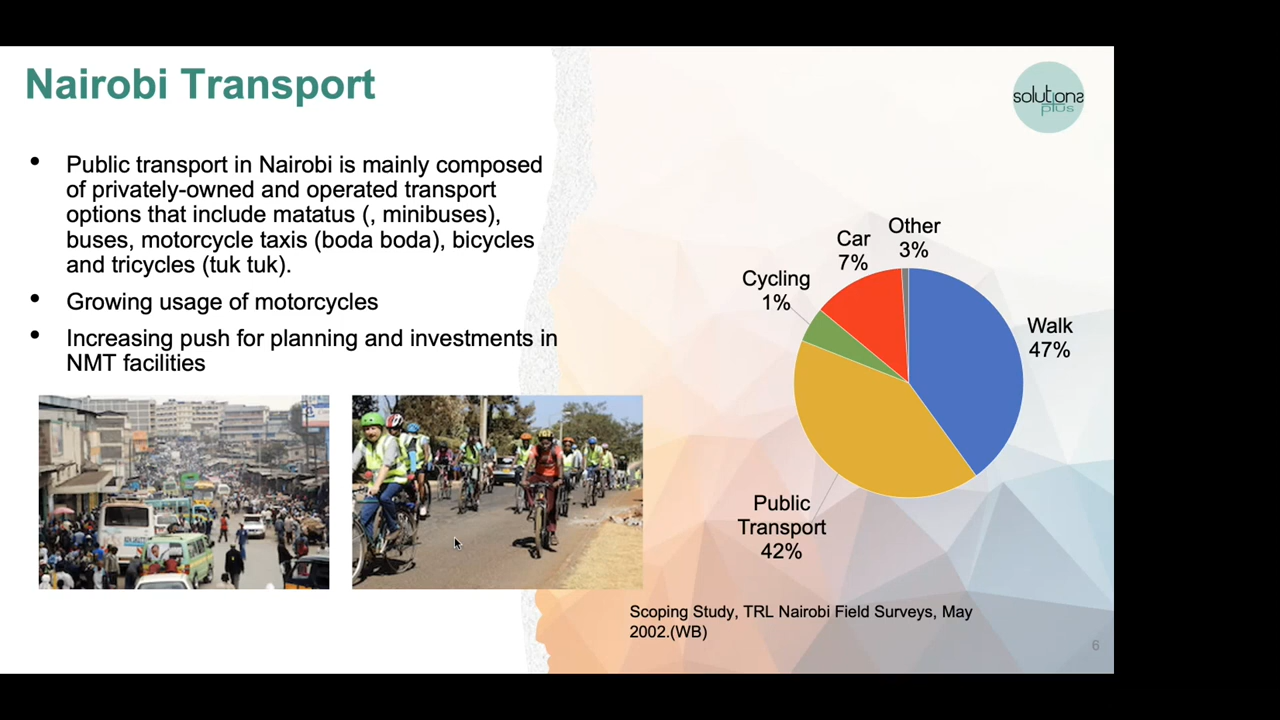 Nairobi Transport
solutions
plus
• Public transport in Nairobi is mainly composed
of privately-owned and operated transport
options that include matatus (, minibuses),
buses, motorcycle taxis (boda boda), bicycles
and tricycles (tuk tuk).
• Growing usage of motorcycles
• Increasing push for planning and investments in
NMT facilities
Other
3%
Car
7%
Cycling
1%
Walk
47%
Public
Transport
42%
Scoping Study, TRL Nairobi Field Surveys, May
2002.(WB)
6